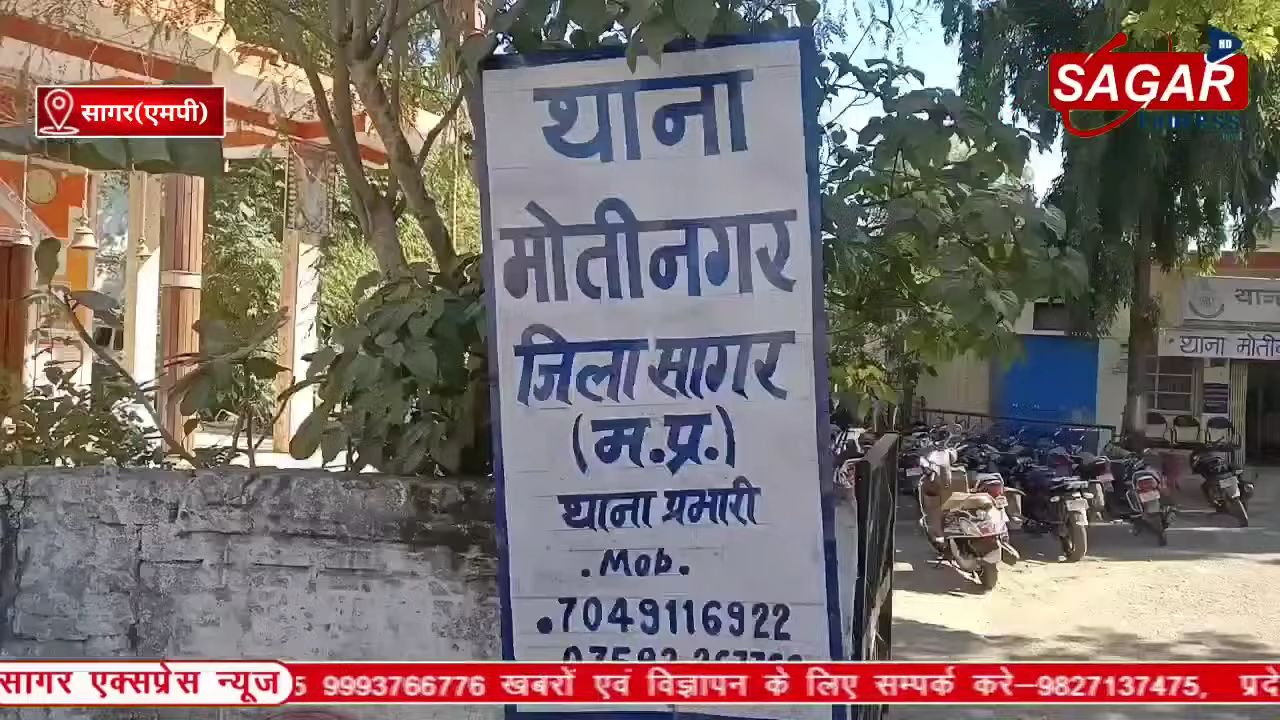 सागर(एमपी)
SAGAR
HD
थाना
मोतीनगर
जिला सागर
(म.प्र.)
थाना प्रभारी
. Mob.
.7049116922
थाना
थाना मोती
सागर एक्सप्रेस न्यूज
5 9993766776 खबरों एवं विज्ञापन के लिए सम्पर्क करे–9827137475, प्रदे